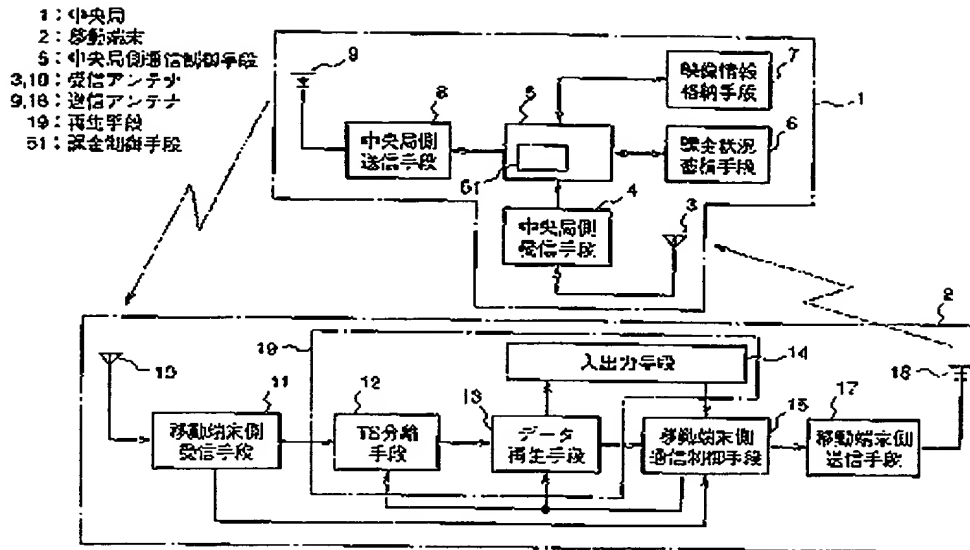 1：中央局
2：移動端末
5：中央局側通信制御手段
3,10：受信アンテナ
9,18：送信アンテナ
19：再生手段
51：課金制御手段
9
8
中央局側
送信手段
5
51
映像情報
格納手段
7
1
課金状況
蓄積手段
6
4
中央局側
受信手段
3
2
10
11
移動端末側
受信手段
19
12
TS分離
手段
13
データ
再生手段
入出力手段
14
15
移動端末側
通信制御手段
17
移動端末側
送信手段
18